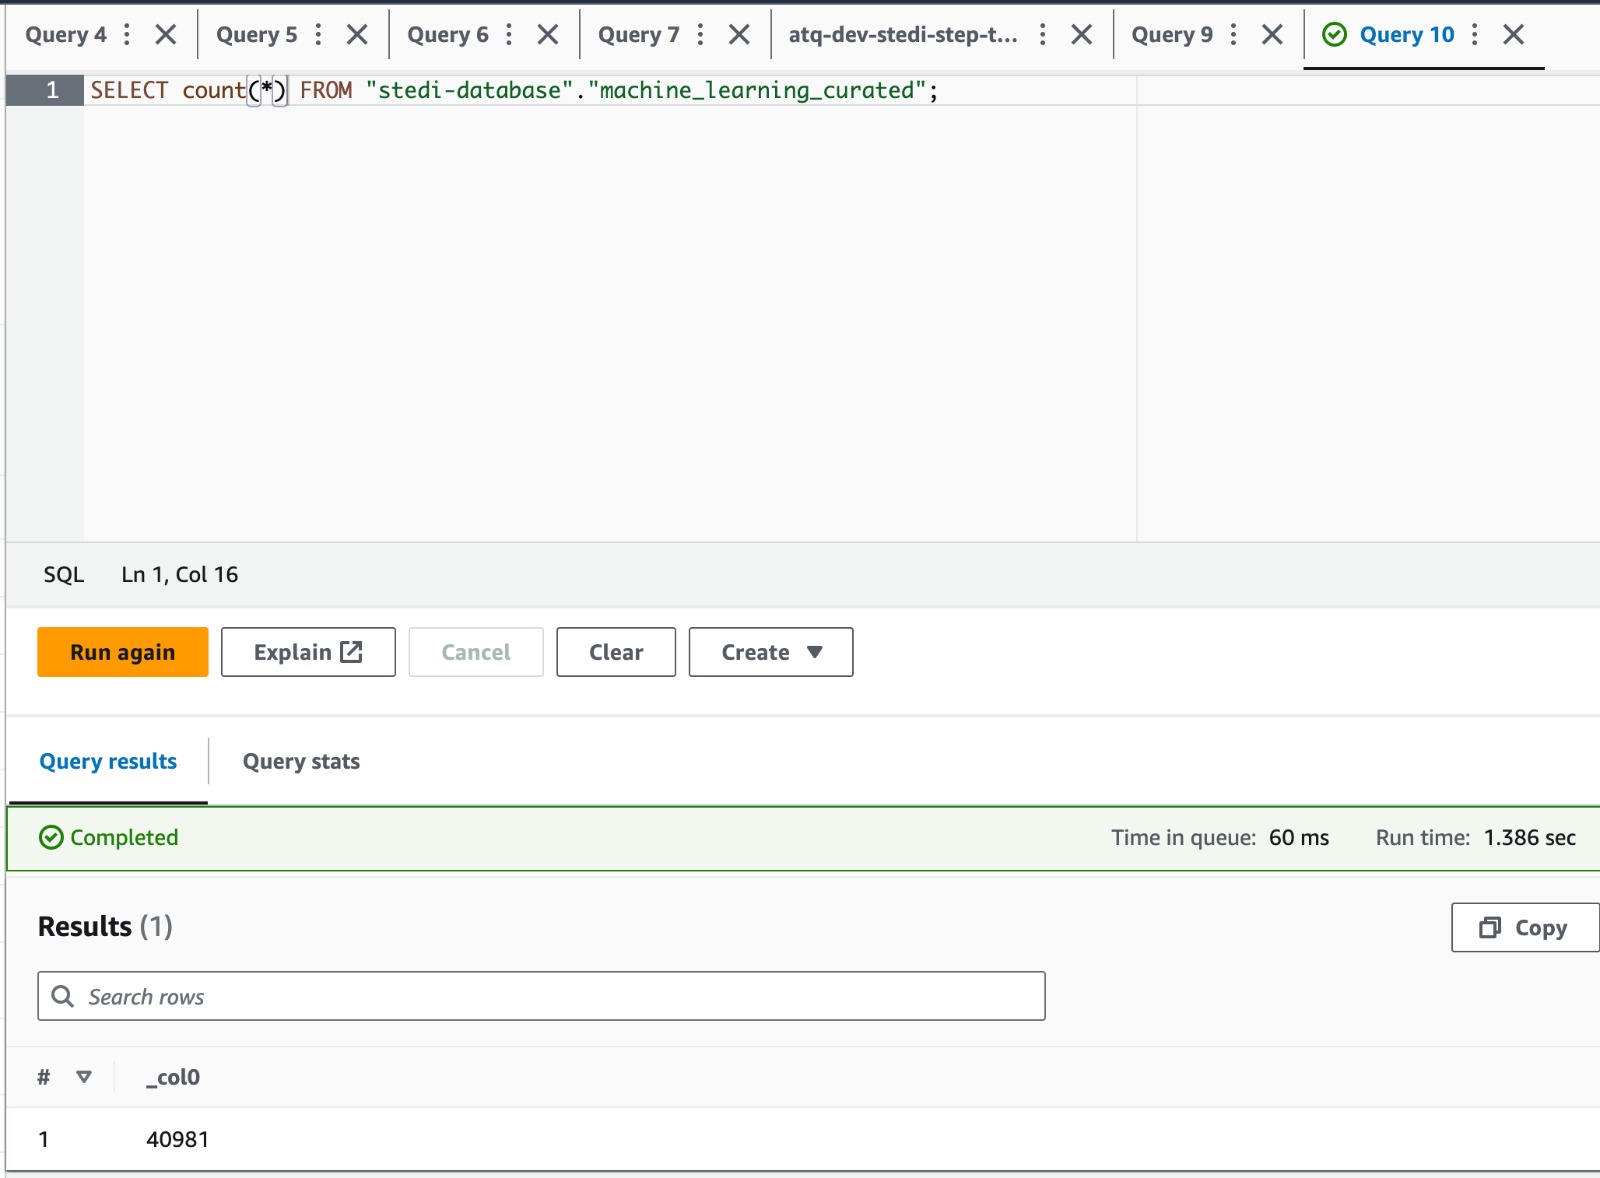 Query 4 Query 5 Query 6 Query 7 atq-dev-stedi-step-t... Query 9 Query 10
1 SELECT count(*) FROM "stedi-database"."machine_learning_curated";
SQL Ln 1, Col 16
Run again Explain Cancel Clear Create
Query results Query stats
Completed Time in queue: 60 ms Run time: 1.386 sec
Results (1) Copy
Search rows
# _col0
1 40981